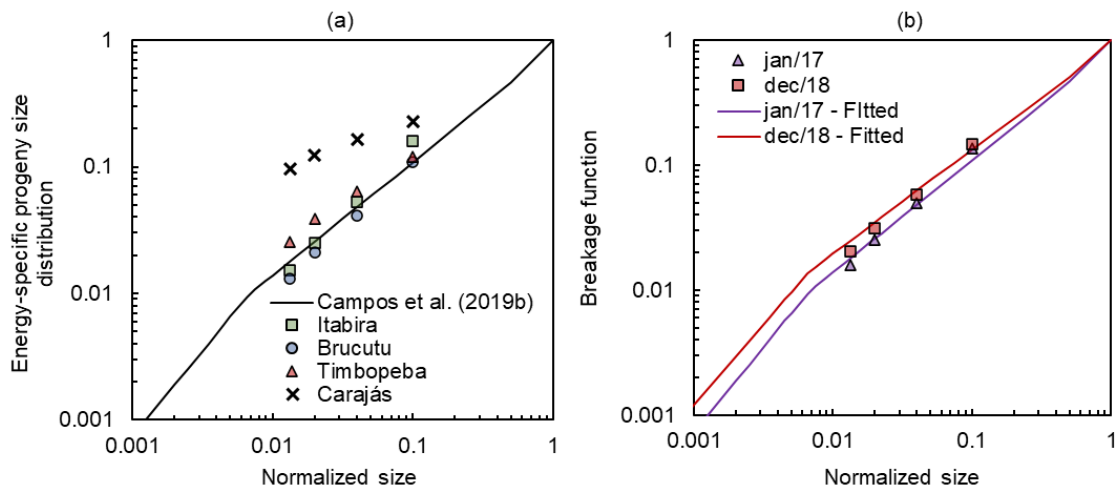 (a)
Energy-specific progeny size
distribution
1
0.1
0.01
0.001
Campos et al. (2019b)
Itabira
Brucutu
Timbopeba
Carajás
0.001
0.01
0.1
1
Normalized size
(b)
Breakage function
1
0.1
0.01
0.001
jan/17
dec/18
jan/17 - FItted
dec/18 - Fitted
0.001
0.01
0.1
1
Normalized size